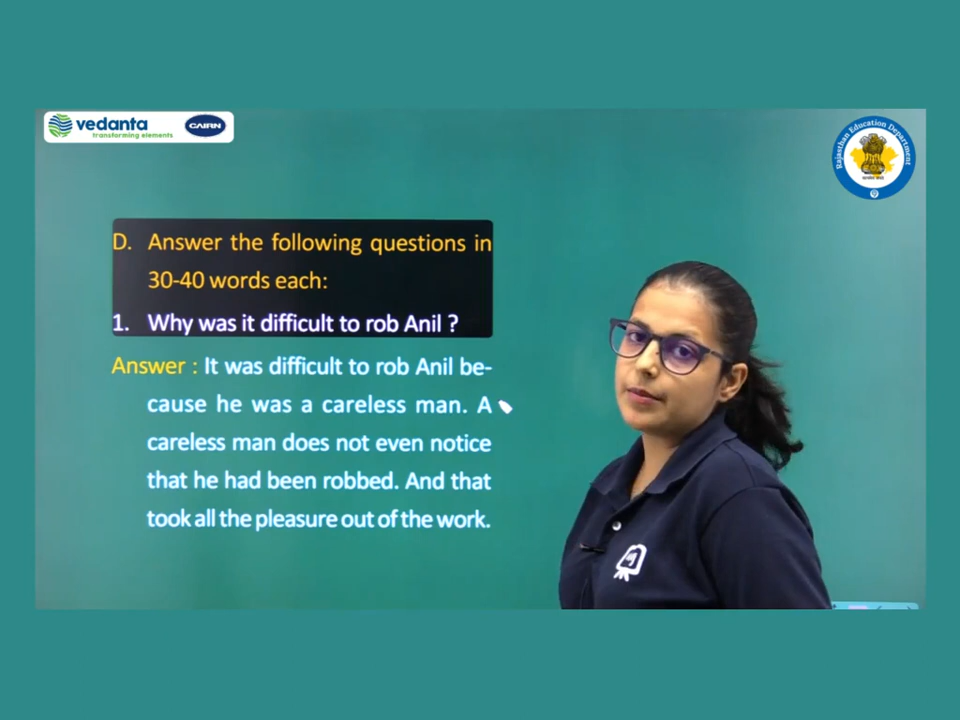 vedanta
transforming elements
CAIRN
Rajasthan Education Department
D. Answer the following questions in
30-40 words each:
1. Why was it difficult to rob Anil ?
Answer : It was difficult to rob Anil be-
cause he was a careless man. A
careless man does not even notice
that he had been robbed. And that
took all the pleasure out of the work.